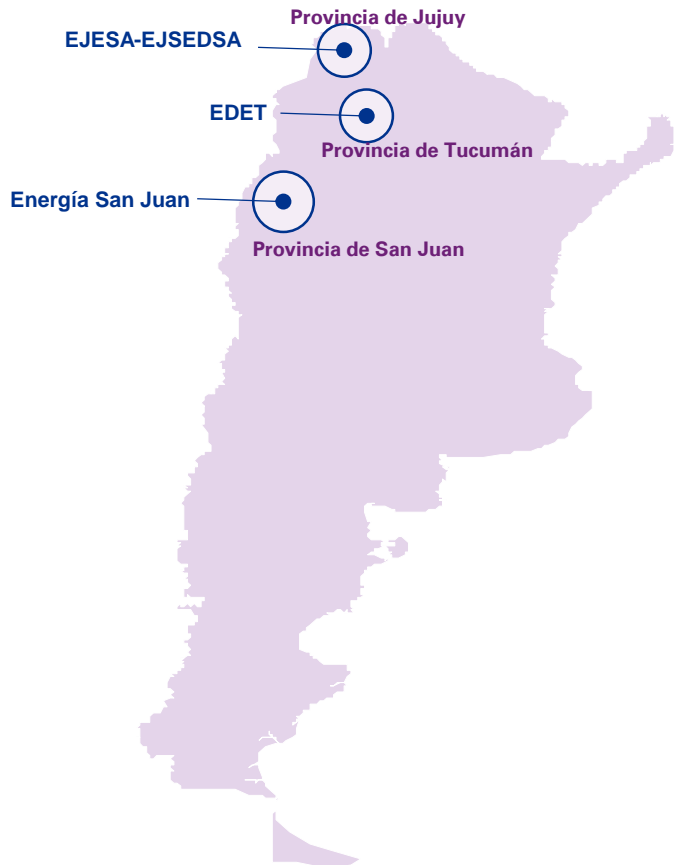 Provincia de Jujuy
EJESA-EJSEDSA
EDET
Provincia de Tucumán
Energía San Juan
Provincia de San Juan